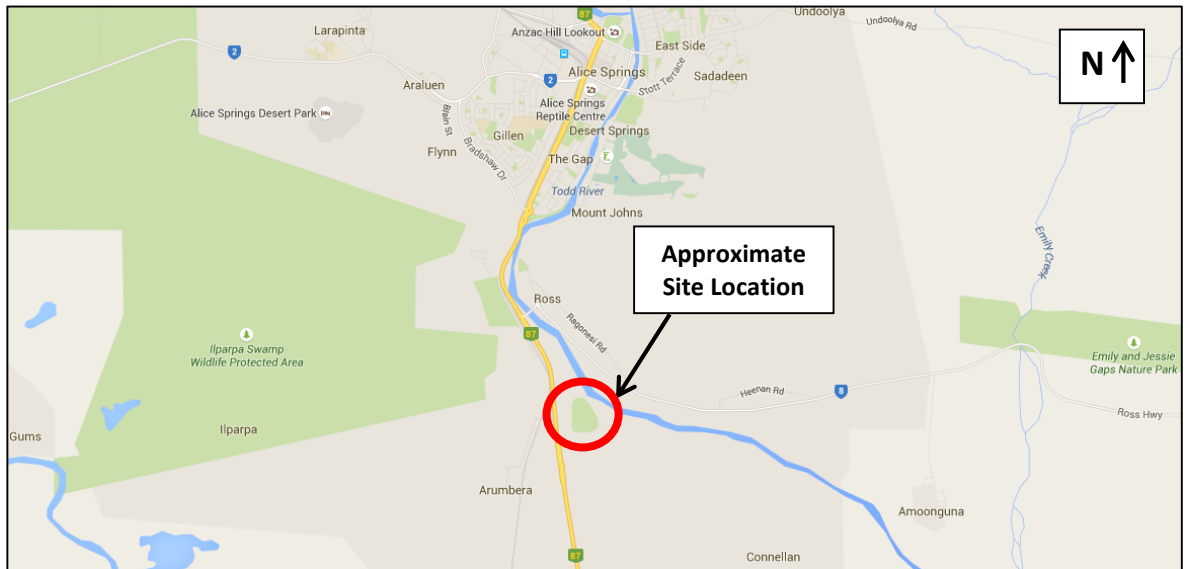 Larapinta
87
Anzac Hill Lookout
Undoolya
Undoolya Rd
N
2
East Side
Alice Springs
2
Stott Terrace
Sadadeen
Araluen
Alice Springs Desert Park
Blain St
Alice Springs
Reptile Centre
Gillen
Desert Springs
Flynn
Bradshaw Dr
The Gap
Todd River
Mount Johns
Approximate
Site Location
Emily Creek
Ross
Ragonesi Rd
87
Ilparpa Swamp
Wildlife Protected Area
Emily and Jessie
Gaps Nature Park
Heenan Rd
8
Ross Hwy
Gums
Ilparpa
Arumbera
Amoonguna
87
Connellan